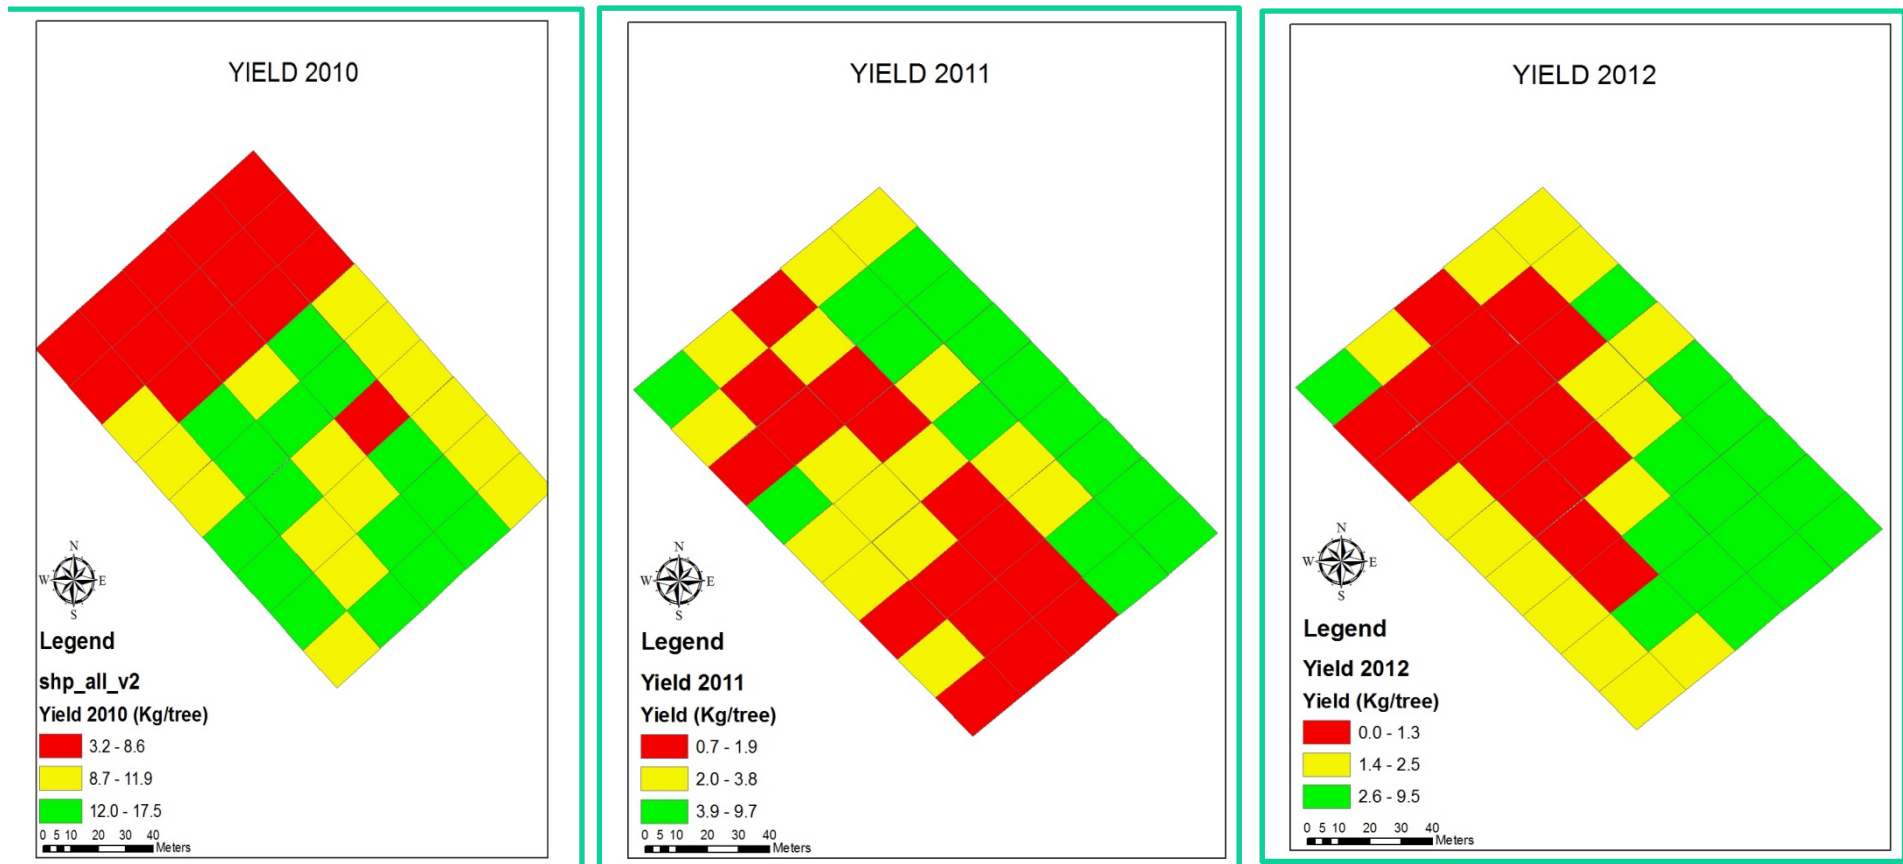 YIELD 2010
N
W E
S
Legend
shp_all_v2
Yield 2010 (Kg/tree)
3.2 - 8.6
8.7 - 11.9
12.0 - 17.5
0 5 10 20 30 40
Meters
YIELD 2011
N
W E
S
Legend
Yield 2011
Yield (Kg/tree)
0.7 - 1.9
2.0 - 3.8
3.9 - 9.7
0 5 10 20 30 40
Meters
YIELD 2012
N
W E
S
Legend
Yield 2012
Yield (Kg/tree)
0.0 - 1.3
1.4 - 2.5
2.6 - 9.5
0 5 10 20 30 40
Meters